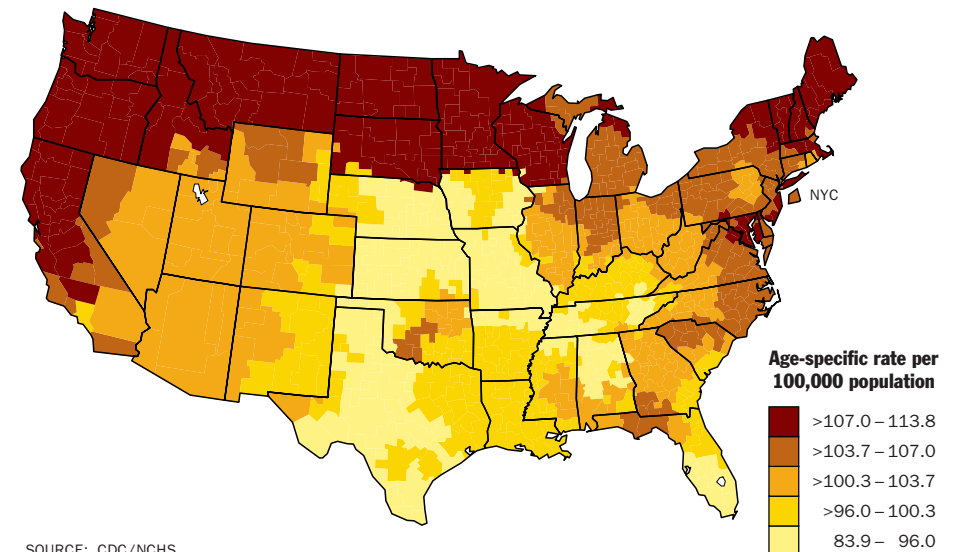 NYC
Age-specific rate per
100,000 population
>107.0 – 113.8
>103.7 – 107.0
>100.3 – 103.7
>96.0 – 100.3
83.9 – 96.0
SOURCE: CDC/NCHS